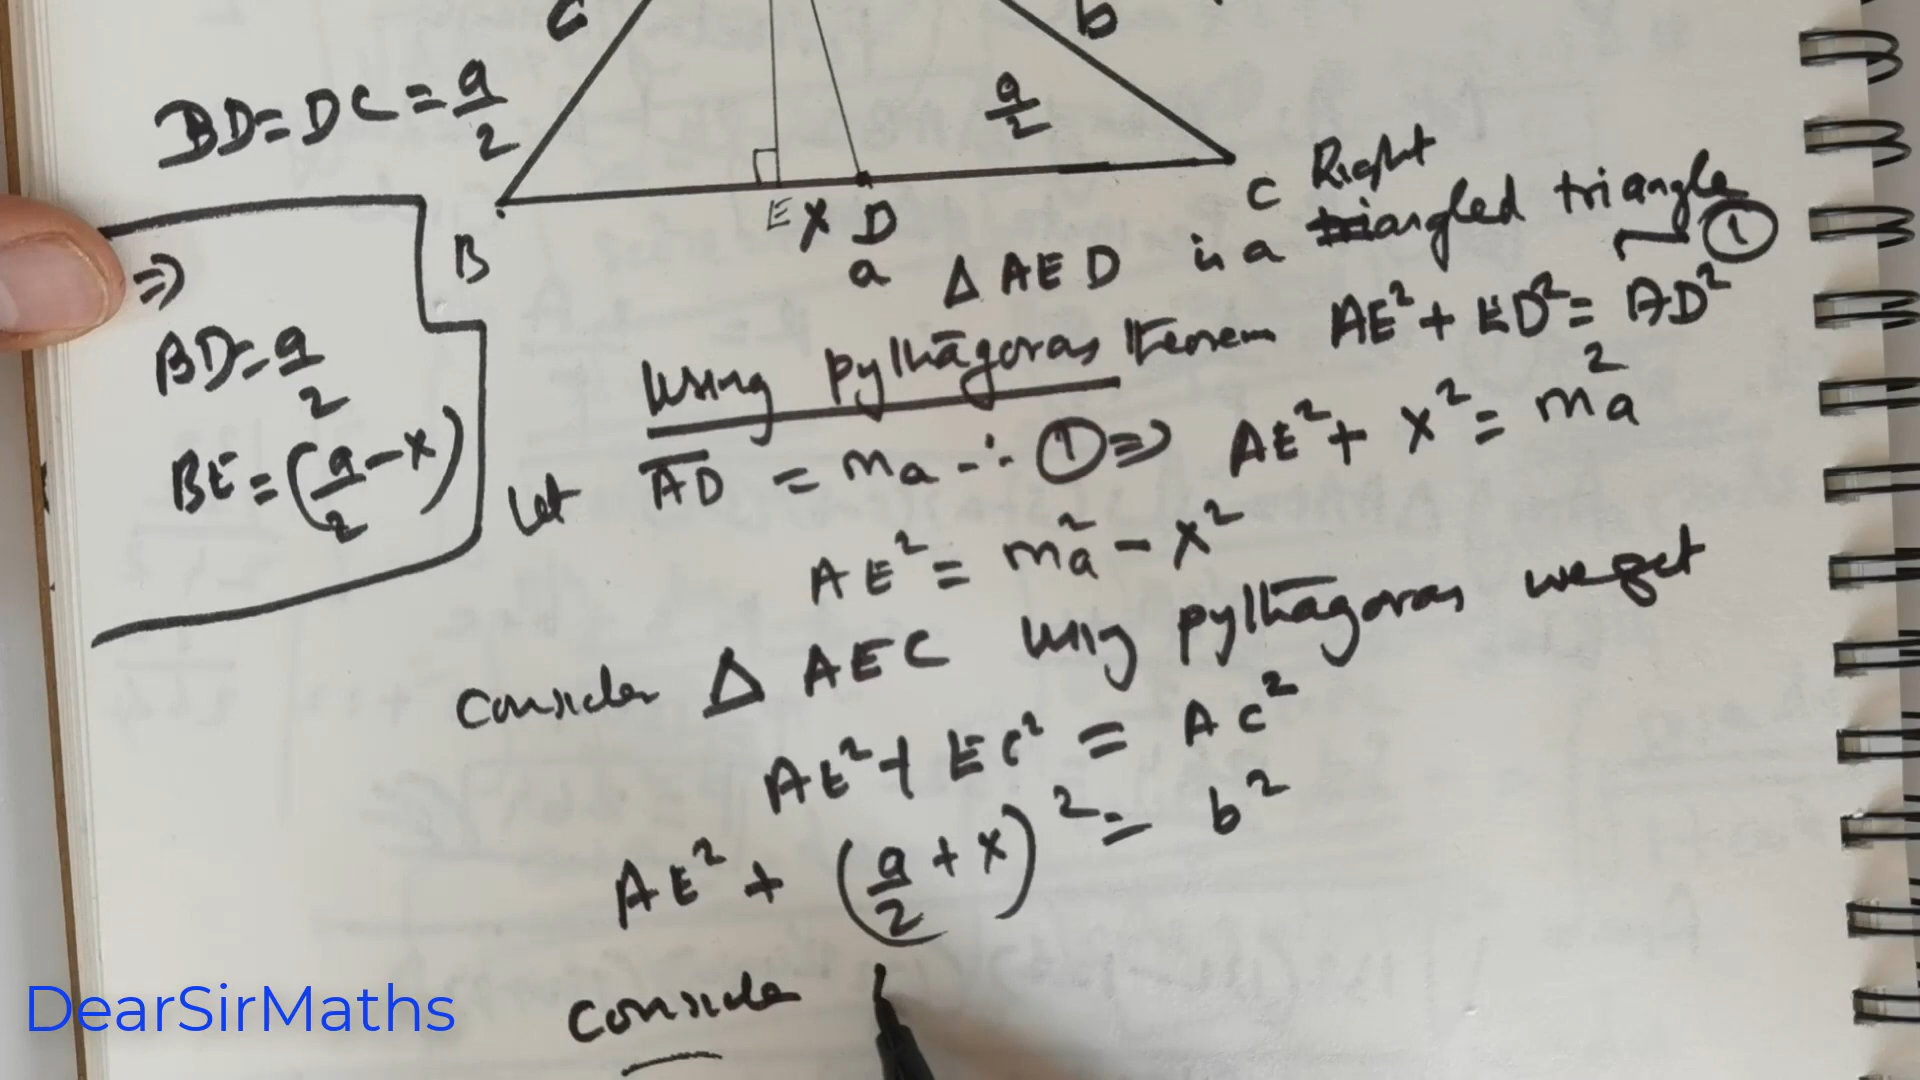 c
b
BD = DC = a/2
a/2
B
E x D
C
a
Right
Δ AED is a angled triangle
①
Using pythagoras AE² + ED² = AD²
Let AD = ma ∴ ① ⇒ AE² + x² = ma²
AE² = ma² - x²
⇒
BD = a/2
BE = (a/2 - x)
consider Δ AEC using pythagoras we get
AE² + EC² = AC²
AE² + (a/2 + x)² = b²
consider
DearSirMaths